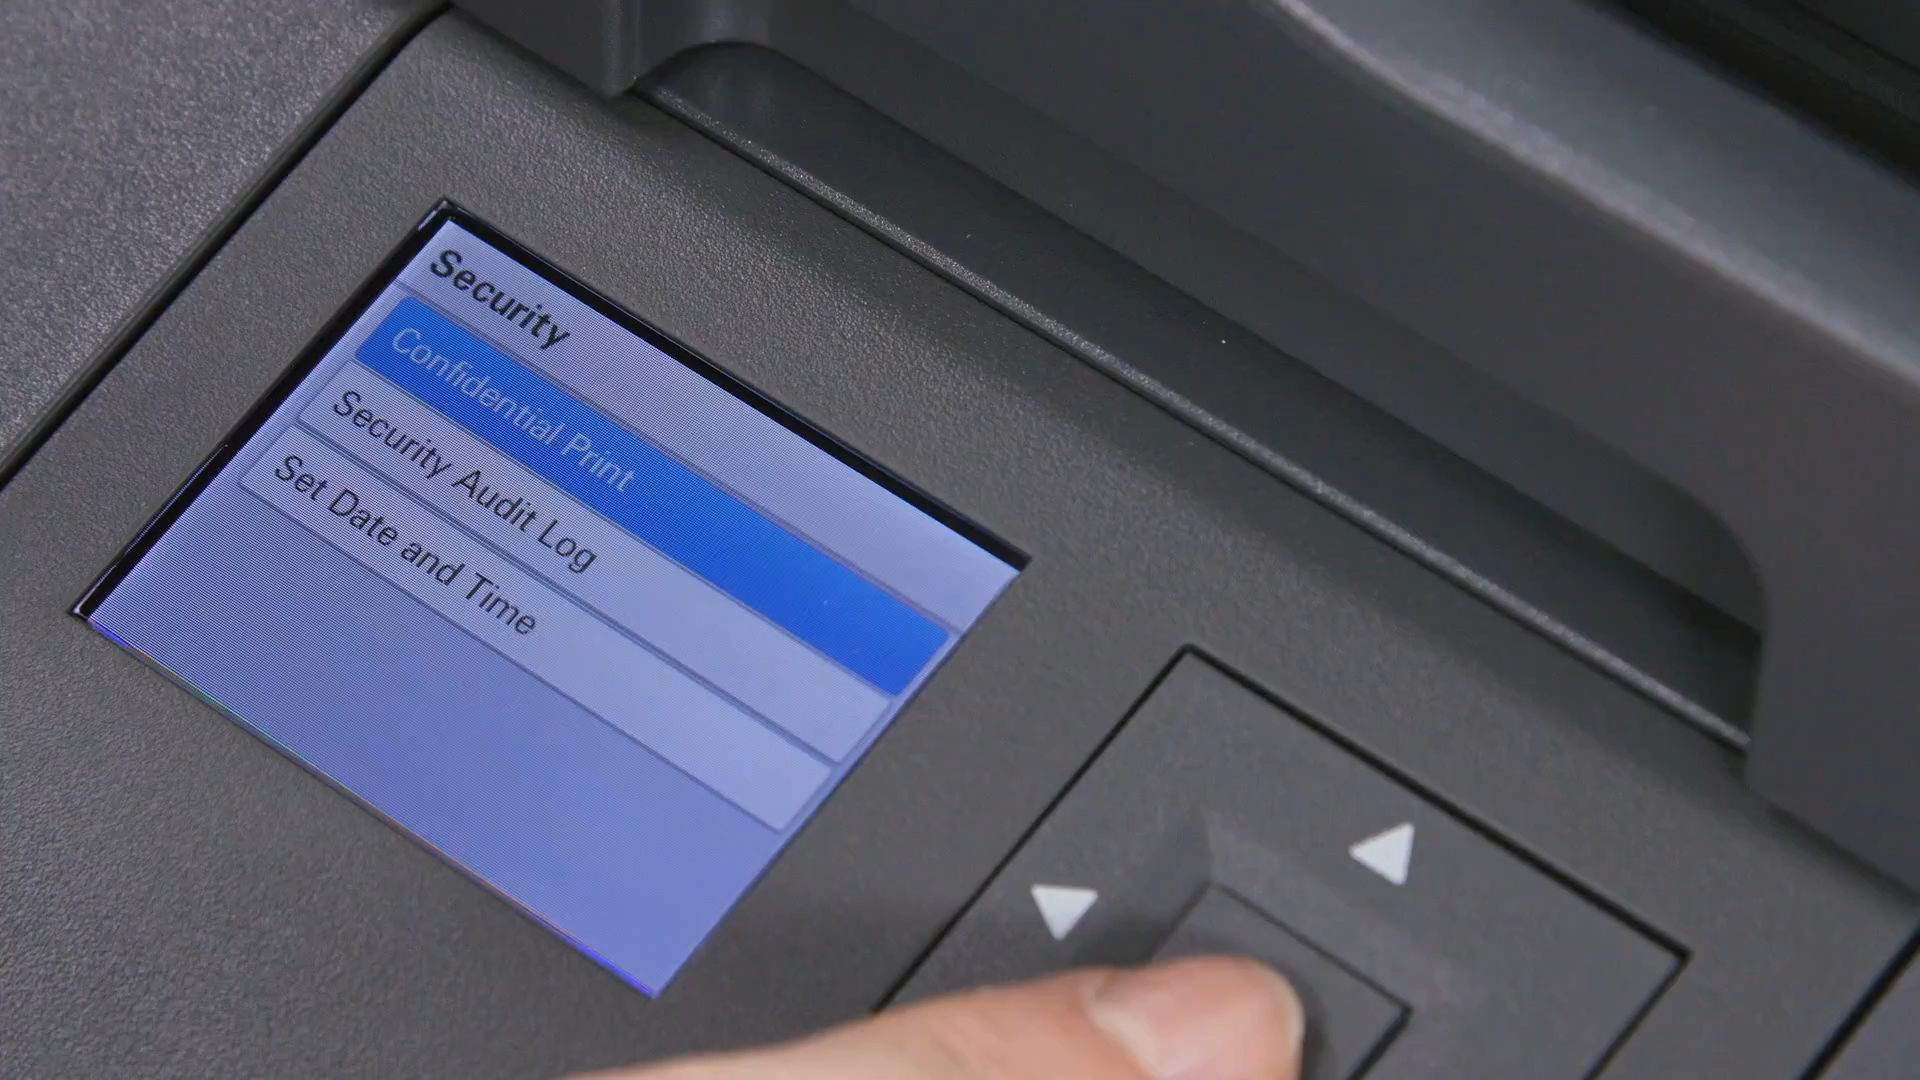 Security
Confidential Print
Security Audit Log
Set Date and Time